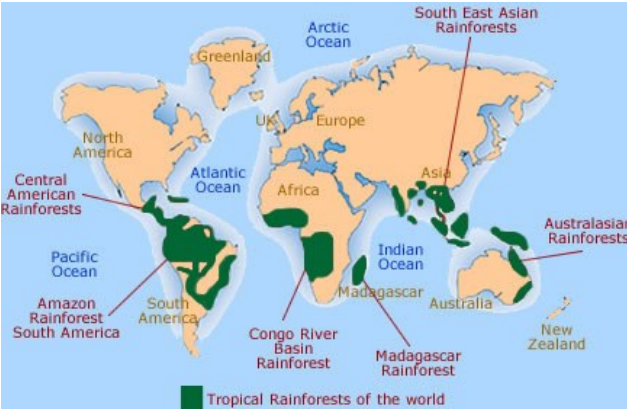 South East Asian
Rainforests
Arctic
Ocean
Greenland
UK
Europe
North
America
Atlantic
Ocean
Asia
Central
American
Rainforests
Africa
Australasian
Rainforests
Indian
Ocean
Pacific
Ocean
Madagascar
Australia
Amazon
Rainforest
South America
South
America
Congo River
Basin
Rainforest
Madagascar
Rainforest
New
Zealand
Tropical Rainforests of the world